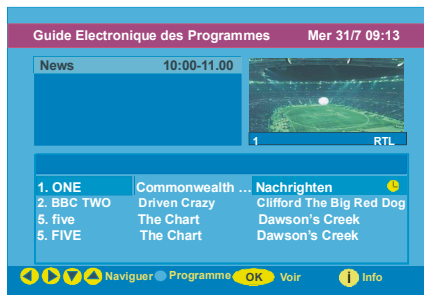 Guide Electronique des Programmes Mer 31/7 09:13
News 10:00-11.00
1 RTL
1. ONE Commonwealth ... Nachrighten
2. BBC TWO Driven Crazy Clifford The Big Red Dog
5. five The Chart Dawson's Creek
5. FIVE The Chart Dawson's Creek
Naviguer Programme OK Voir i Info